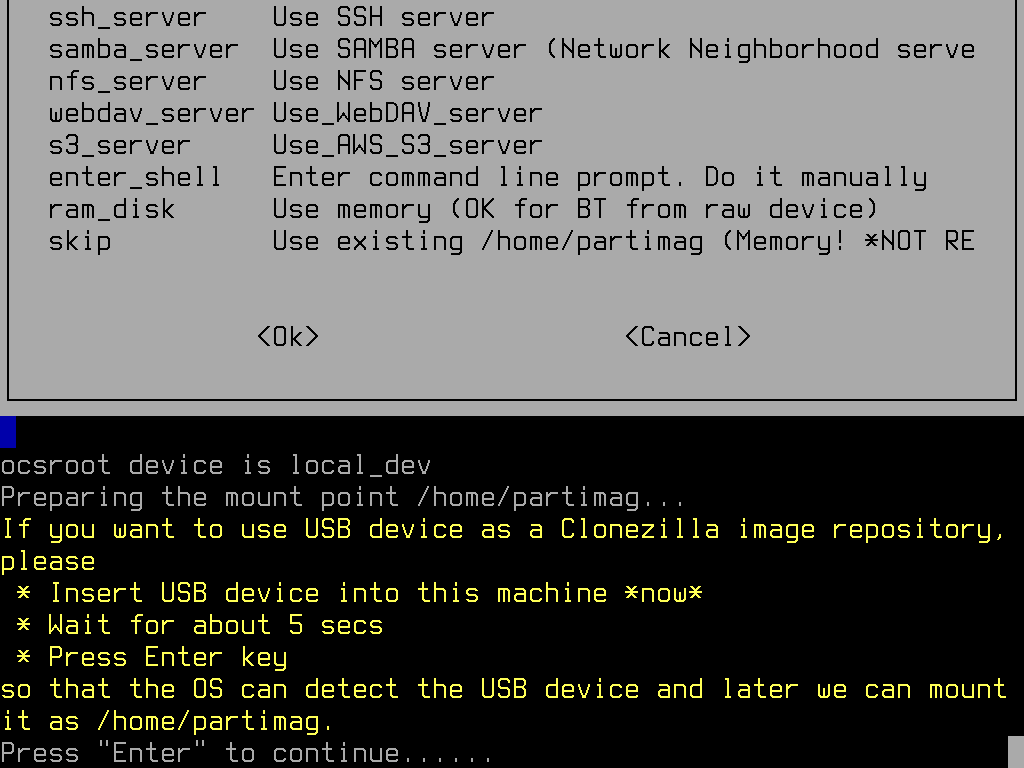 ssh_server    Use SSH server
samba_server  Use SAMBA server (Network Neighborhood serve
nfs_server    Use NFS server
webdav_server Use_WebDAV_server
s3_server     Use_AWS_S3_server
enter_shell   Enter command line prompt. Do it manually
ram_disk      Use memory (OK for BT from raw device)
skip          Use existing /home/partimag (Memory! *NOT RE
<Ok>                   <Cancel>
ocsroot device is local_dev
Preparing the mount point /home/partimag...
If you want to use USB device as a Clonezilla image repository,
please
 * Insert USB device into this machine *now*
 * Wait for about 5 secs
 * Press Enter key
so that the OS can detect the USB device and later we can mount
it as /home/partimag.
Press "Enter" to continue......